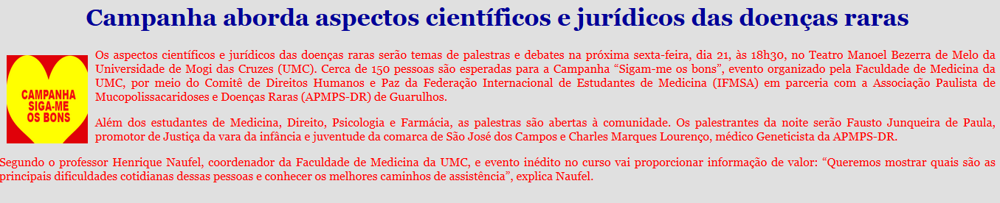 Campanha aborda aspectos científicos e jurídicos das doenças raras
CAMPANHA
SIGA-ME
OS BONS
Os aspectos científicos e jurídicos das doenças raras serão temas de palestras e debates na próxima sexta-feira, dia 21, às 18h30, no Teatro Manoel Bezerra de Melo da
Universidade de Mogi das Cruzes (UMC). Cerca de 150 pessoas são esperadas para a Campanha “Sigam-me os bons”, evento organizado pela Faculdade de Medicina da
UMC, por meio do Comitê de Direitos Humanos e Paz da Federação Internacional de Estudantes de Medicina (IFMSA) em parceria com a Associação Paulista de
Mucopolissacaridoses e Doenças Raras (APMPS-DR) de Guarulhos.
Além dos estudantes de Medicina, Direito, Psicologia e Farmácia, as palestras são abertas à comunidade. Os palestrantes da noite serão Fausto Junqueira de Paula,
promotor de Justiça da vara da infância e juventude da comarca de São José dos Campos e Charles Marques Lourenço, médico Geneticista da APMPS-DR.
Segundo o professor Henrique Naufel, coordenador da Faculdade de Medicina da UMC, e evento inédito no curso vai proporcionar informação de valor: “Queremos mostrar quais são as
principais dificuldades cotidianas dessas pessoas e conhecer os melhores caminhos de assistência”, explica Naufel.